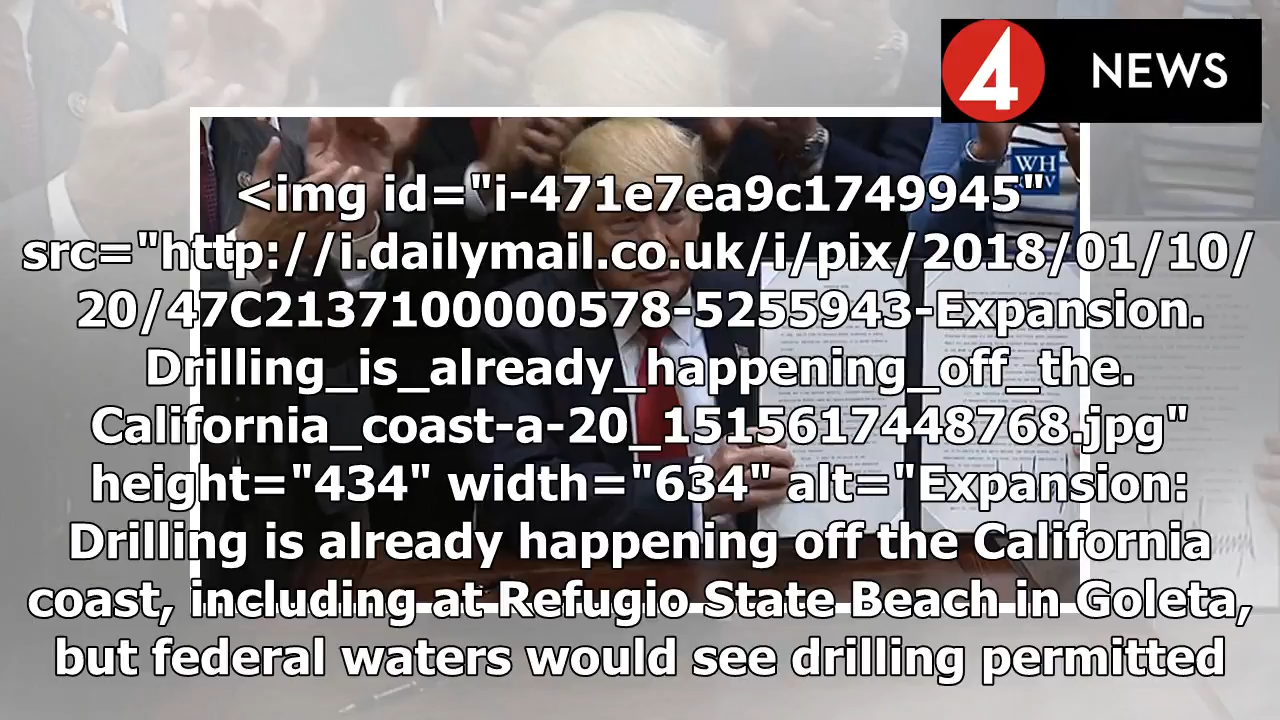 4 NEWS
WH
<img id="i-471e7ea9c1749945"
src="http://i.dailymail.co.uk/i/pix/2018/01/10/
20/47C2137100000578-5255943-Expansion.
Drilling_is_already_happening_off_the.
California_coast-a-20_1515617448768.jpg"
height="434" width="634" alt="Expansion:
Drilling is already happening off the California
coast, including at Refugio State Beach in Goleta,
but federal waters would see drilling permitted